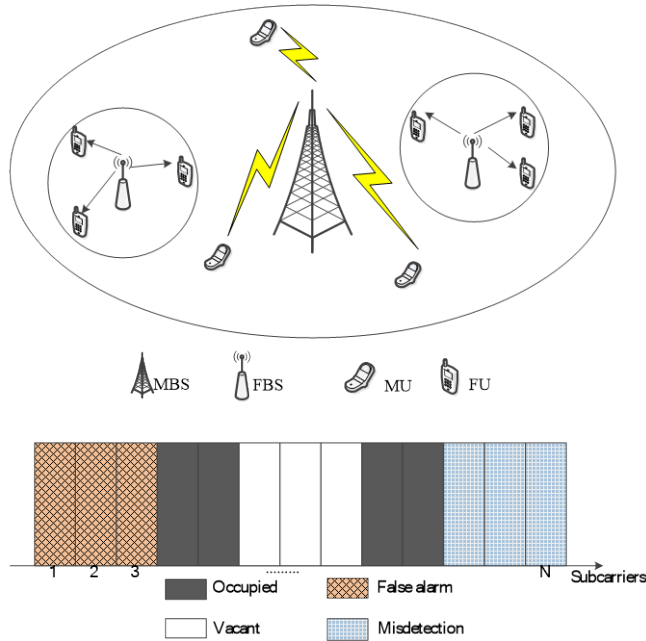 MBS FBS MU FU
1 2 3 ......... N Subcarriers
Occupied False alarm
Vacant Misdetection